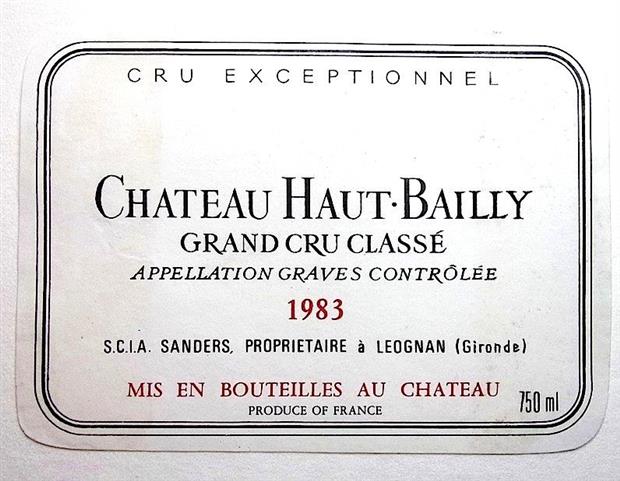 CRU EXCEPTIONNEL
CHATEAU HAUT·BAILLY
GRAND CRU CLASSÉ
APPELLATION GRAVES CONTRÔLÉE
1983
S.C.I.A. SANDERS, PROPRIETAIRE à LEOGNAN (Gironde)
MIS EN BOUTEILLES AU CHATEAU
PRODUCE OF FRANCE
750 ml